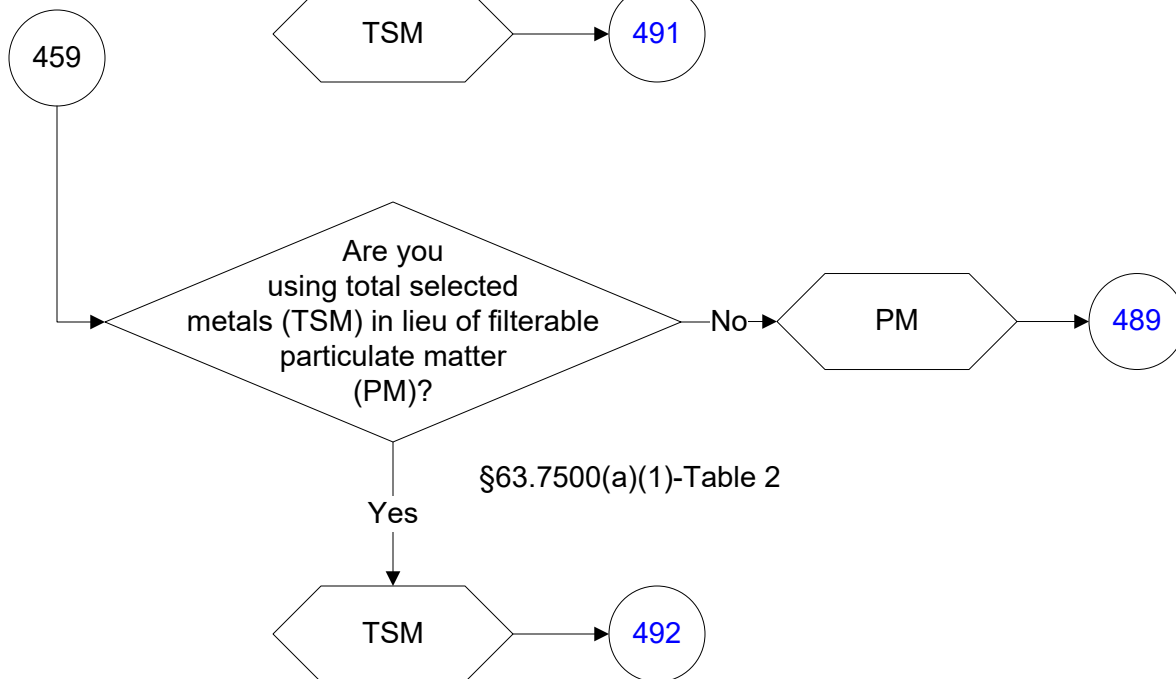 TSM
491
459
Are you
using total selected
metals (TSM) in lieu of filterable
particulate matter
(PM)?
No
PM
489
§63.7500(a)(1)-Table 2
Yes
TSM
492